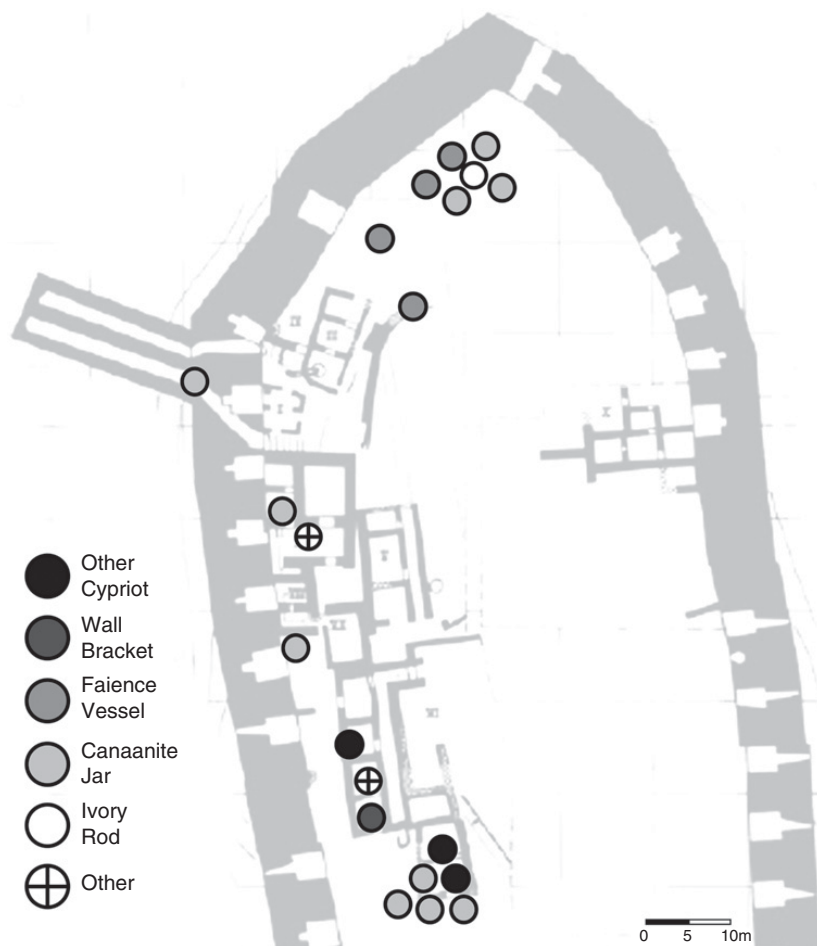 Other
Cypriot
Wall
Bracket
Faience
Vessel
Canaanite
Jar
Ivory
Rod
Other
0 5 10m